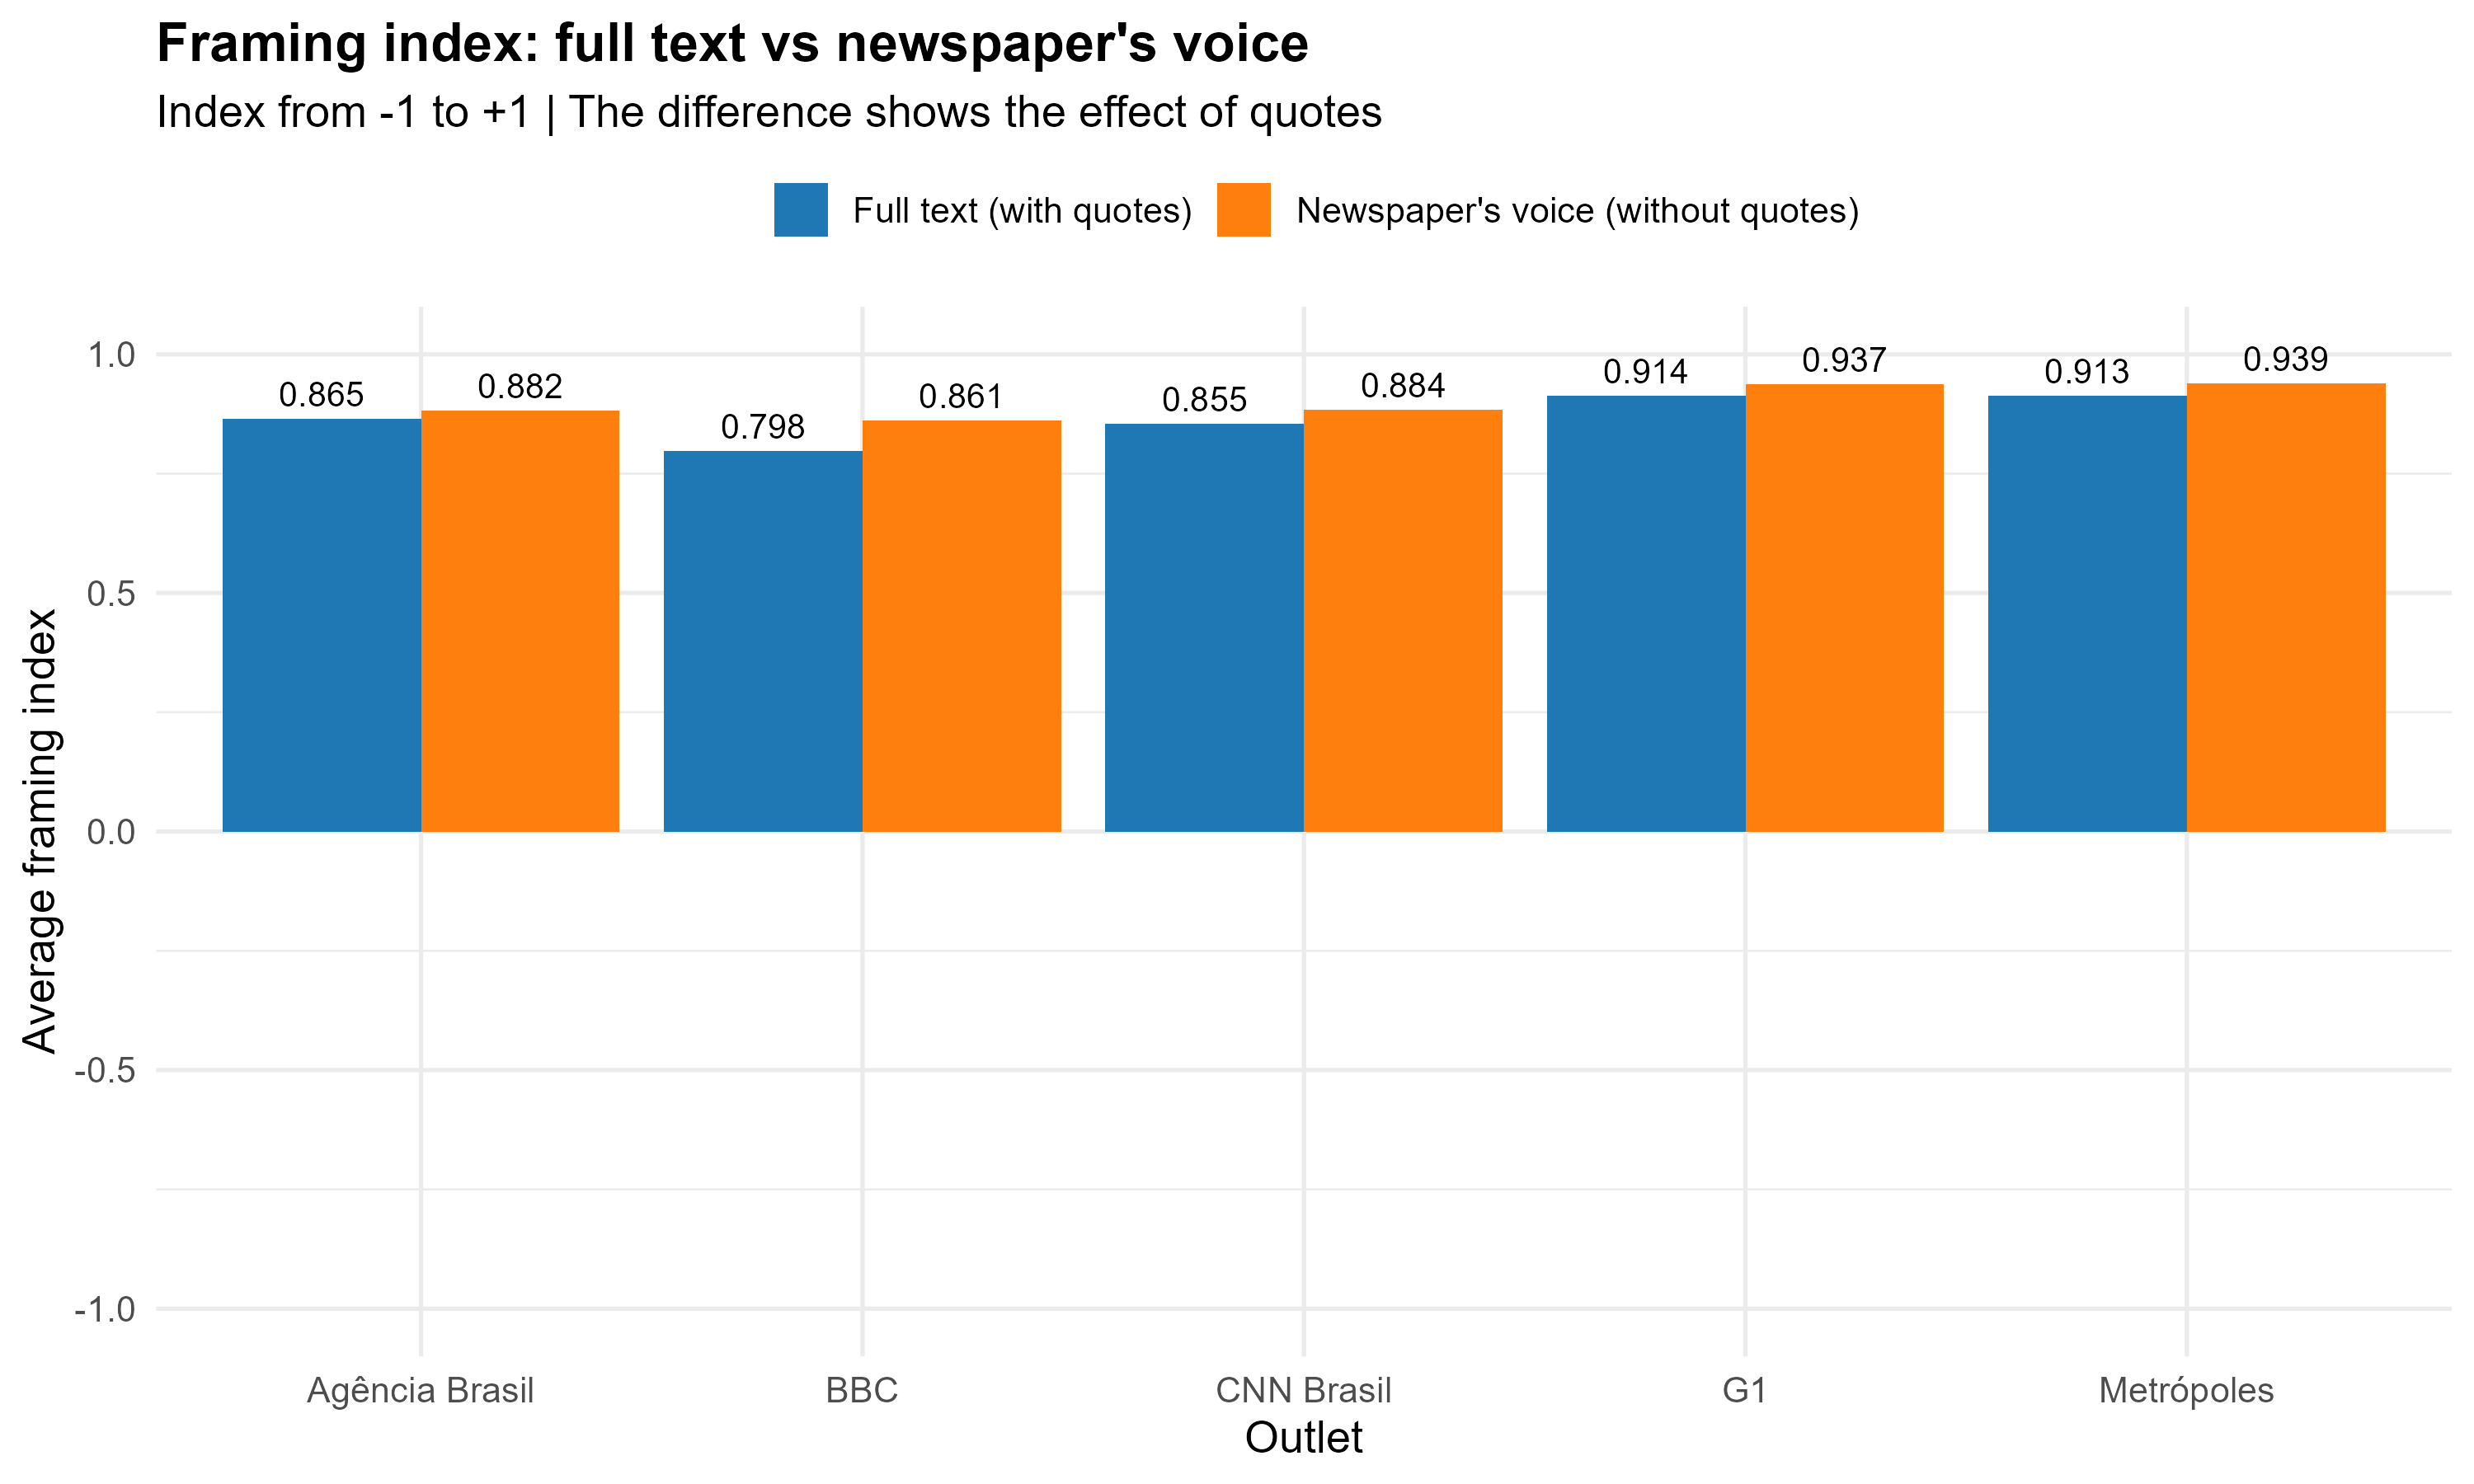 Framing index: full text vs newspaper's voice
Index from -1 to +1 | The difference shows the effect of quotes
Full text (with quotes) Newspaper's voice (without quotes)
Average framing index
1.0
0.5
0.0
-0.5
-1.0
0.865 0.882 0.798 0.861 0.855 0.884 0.914 0.937 0.913 0.939
Agência Brasil BBC CNN Brasil G1 Metrópoles
Outlet